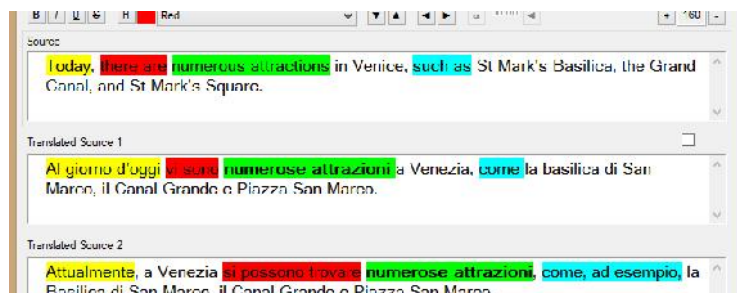 B I U S H Red + 160 -
Source
Today, there are numerous attractions in Venice, such as St Mark's Basilica, the Grand
Canal, and St Mark's Square.
Translated Source 1
Al giorno d'oggi vi sono numerose attrazioni a Venezia, come la basilica di San
Marco, il Canal Grande e Piazza San Marco.
Translated Source 2
Attualmente, a Venezia si possono trovare numerose attrazioni, come, ad esempio, la
Basilica di San Marco, il Canal Grande e Piazza San Marco